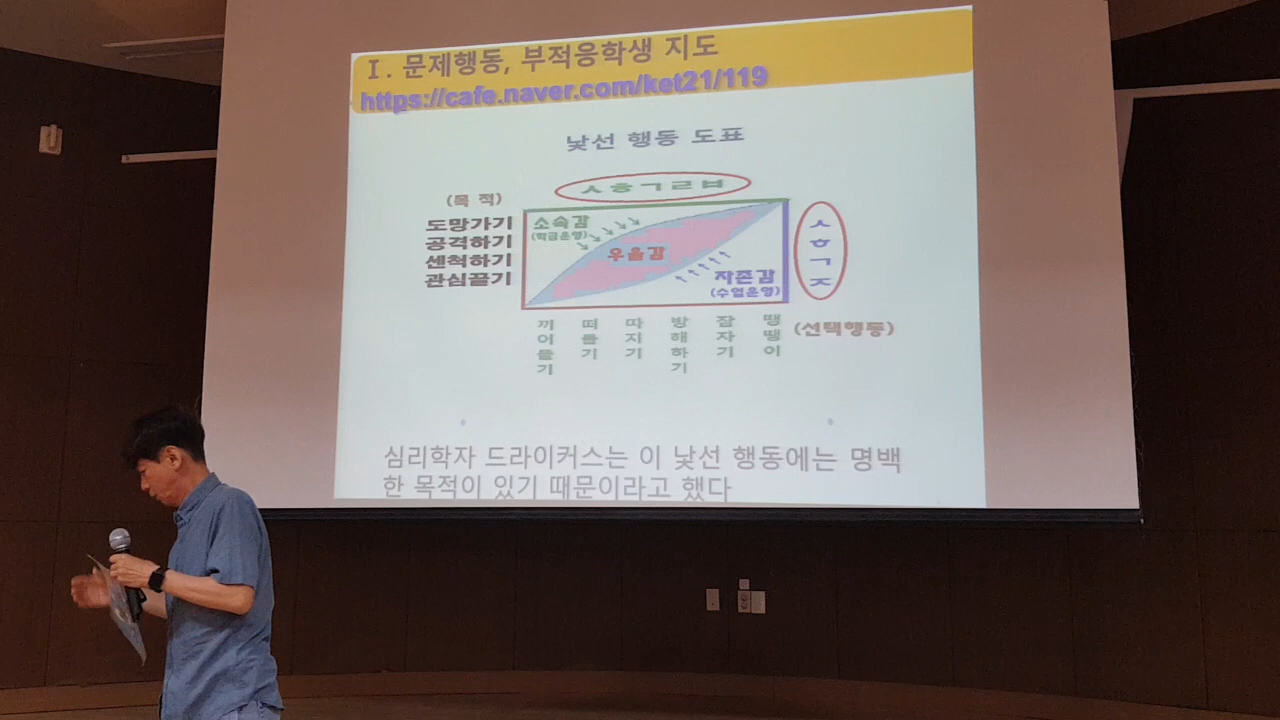 Ⅰ. 문제행동, 부적응학생 지도
https://cafe.naver.com/ket21/119
낯선 행동 도표
ㅅㅎㄱㄹㅂ
(목 적)
도망가기
공격하기
센척하기
관심끌기
소속감
(학급운영)
우울감
자존감
(수업운영)
ㅅ
ㅎ
ㄱ
ㅈ
끼어들기
떠들기
따지기
방해하기
잠자기
땡땡이
(선택행동)
심리학자 드라이커스는 이 낯선 행동에는 명백
한 목적이 있기 때문이라고 했다